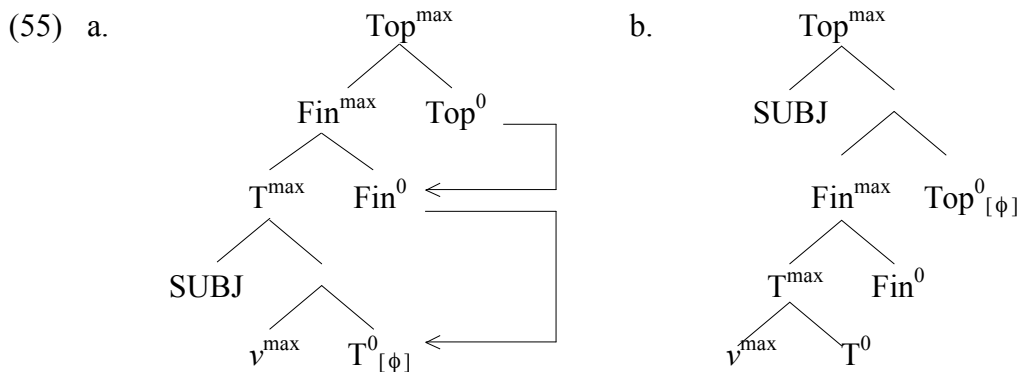 (55) a. Top^max b. Top^max
Fin^max Top^0 SUBJ
T^max Fin^0 Fin^max Top^0 [ϕ]
SUBJ T^max Fin^0
v^max T^0 [ϕ] v^max T^0